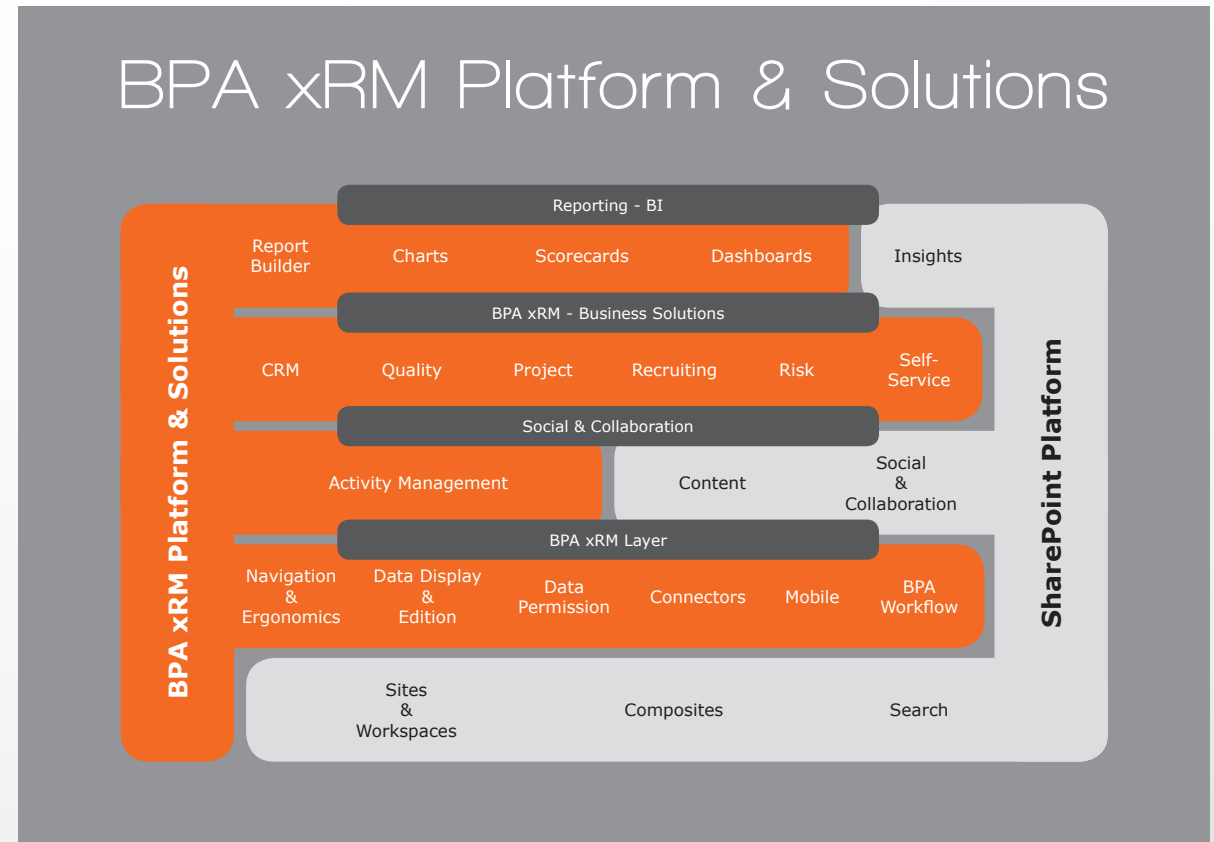 BPA xRM Platform & Solutions
BPA xRM Platform & Solutions
Reporting - BI
Report
Builder
Charts
Scorecards
Dashboards
Insights
BPA xRM - Business Solutions
CRM
Quality
Project
Recruiting
Risk
Self-
Service
Social & Collaboration
Activity Management
Content
Social
&
Collaboration
BPA xRM Layer
Navigation
&
Ergonomics
Data Display
&
Edition
Data
Permission
Connectors
Mobile
BPA
Workflow
Sites
&
Workspaces
Composites
Search
SharePoint Platform